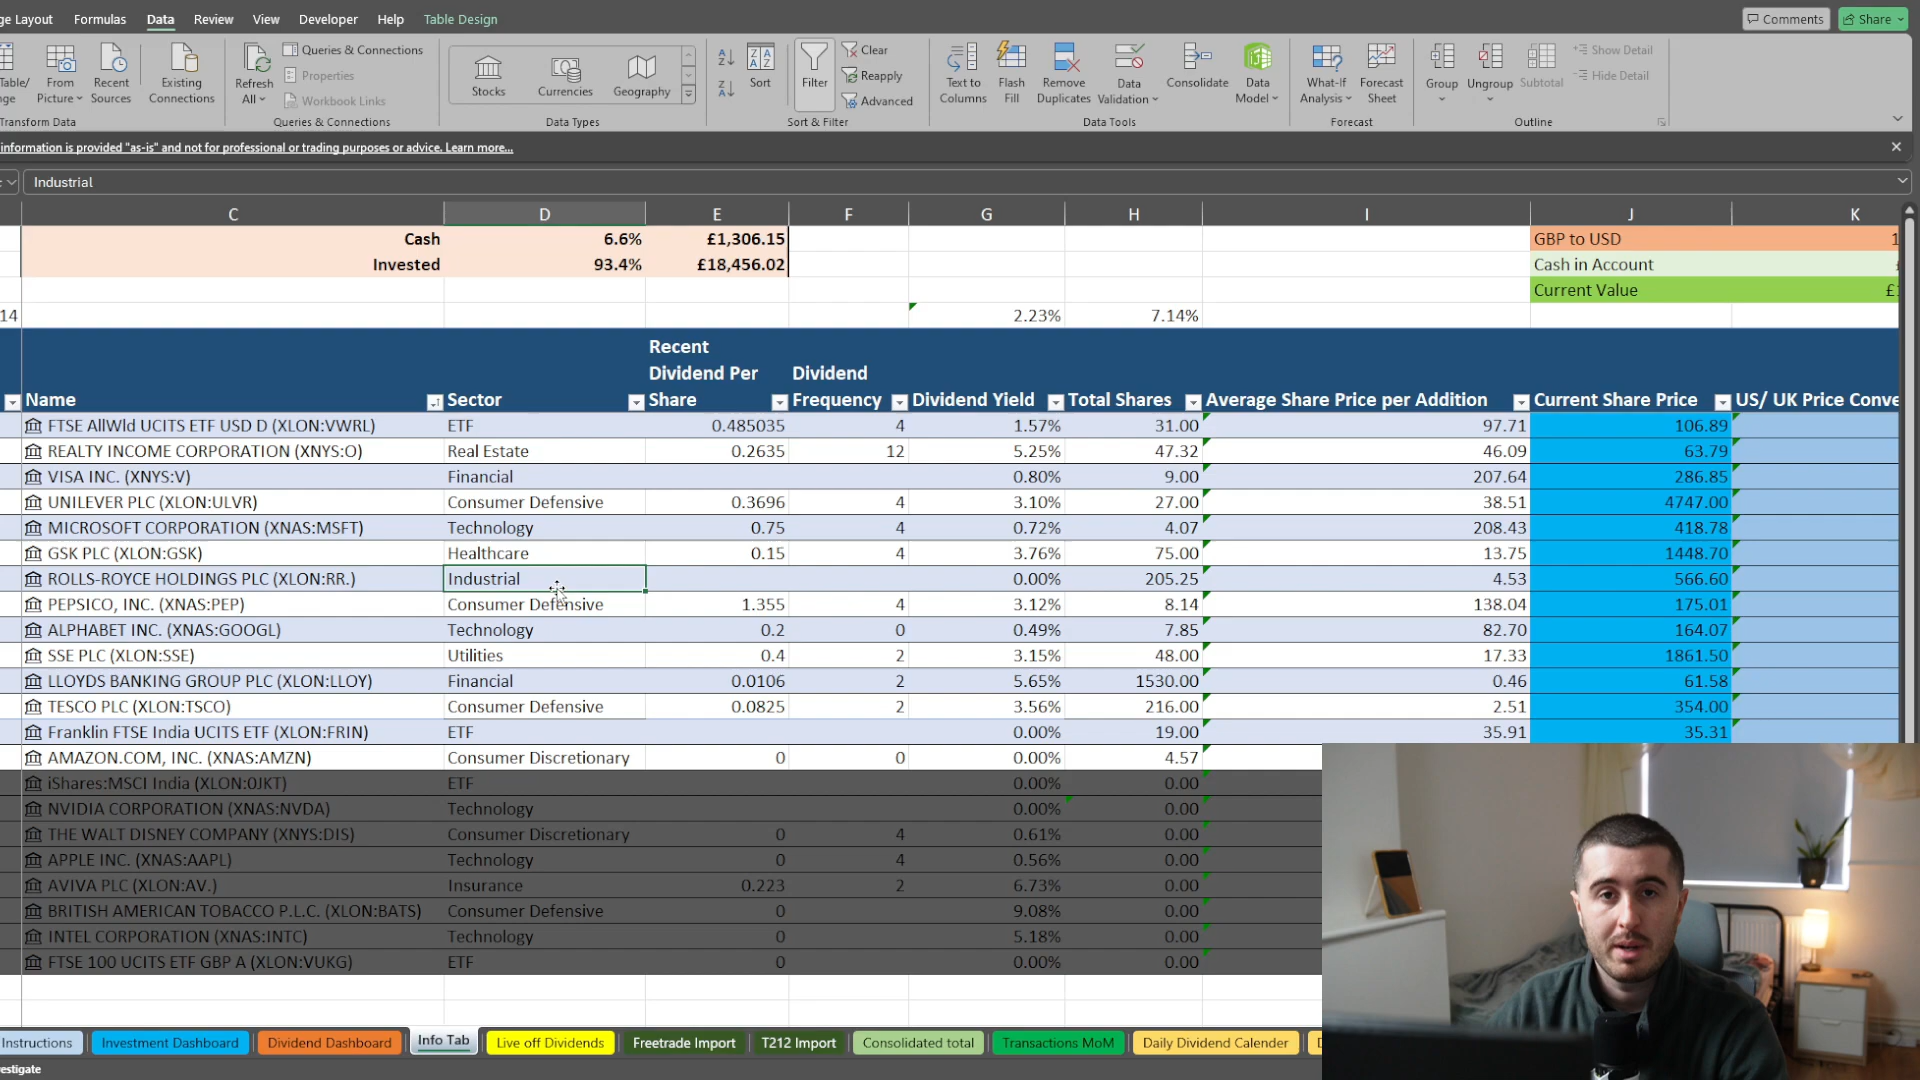 ge Layout Formulas Data Review View Developer Help Table Design Comments Share
Table/ From Recent Existing Refresh Queries & Connections Stocks Currencies Geography Sort Filter Clear Text to Flash Remove Data Consolidate Data What-If Forecast Group Ungroup Subtotal Show Detail
nge Picture Sources Connections All Properties Reapply Columns Fill Duplicates Validation Model Analysis Sheet Hide Detail
Workbook Links Advanced
Transform Data Queries & Connections Data Types Sort & Filter Data Tools Forecast Outline
information is provided "as-is" and not for professional or trading purposes or advice. Learn more...
Industrial
C D E F G H I J K
Cash 6.6% £1,306.15 GBP to USD 1
Invested 93.4% £18,456.02 Cash in Account £
Current Value £
14 2.23% 7.14%
Name Sector Recent Dividend Per Share Dividend Frequency Dividend Yield Total Shares Average Share Price per Addition Current Share Price US/ UK Price Conve
FTSE AllWld UCITS ETF USD D (XLON:VWRL) ETF 0.485035 4 1.57% 31.00 97.71 106.89
REALTY INCOME CORPORATION (XNYS:O) Real Estate 0.2635 12 5.25% 47.32 46.09 63.79
VISA INC. (XNYS:V) Financial 0.80% 9.00 207.64 286.85
UNILEVER PLC (XLON:ULVR) Consumer Defensive 0.3696 4 3.10% 27.00 38.51 4747.00
MICROSOFT CORPORATION (XNAS:MSFT) Technology 0.75 4 0.72% 4.07 208.43 418.78
GSK PLC (XLON:GSK) Healthcare 0.15 4 3.76% 75.00 13.75 1448.70
ROLLS-ROYCE HOLDINGS PLC (XLON:RR.) Industrial 0.00% 205.25 4.53 566.60
PEPSICO, INC. (XNAS:PEP) Consumer Defensive 1.355 4 3.12% 8.14 138.04 175.01
ALPHABET INC. (XNAS:GOOGL) Technology 0.2 0 0.49% 7.85 82.70 164.07
SSE PLC (XLON:SSE) Utilities 0.4 2 3.15% 48.00 17.33 1861.50
LLOYDS BANKING GROUP PLC (XLON:LLOY) Financial 0.0106 2 5.65% 1530.00 0.46 61.58
TESCO PLC (XLON:TSCO) Consumer Defensive 0.0825 2 3.56% 216.00 2.51 354.00
Franklin FTSE India UCITS ETF (XLON:FRIN) ETF 0.00% 19.00 35.91 35.31
AMAZON.COM, INC. (XNAS:AMZN) Consumer Discretionary 0 0 0.00% 4.57
iShares:MSCI India (XLON:0JKT) ETF 0.00% 0.00
NVIDIA CORPORATION (XNAS:NVDA) Technology 0.00% 0.00
THE WALT DISNEY COMPANY (XNYS:DIS) Consumer Discretionary 0 4 0.61% 0.00
APPLE INC. (XNAS:AAPL) Technology 0 4 0.56% 0.00
AVIVA PLC (XLON:AV.) Insurance 0.223 2 6.73% 0.00
BRITISH AMERICAN TOBACCO P.L.C. (XLON:BATS) Consumer Defensive 0 9.08% 0.00
INTEL CORPORATION (XNAS:INTC) Technology 0 5.18% 0.00
FTSE 100 UCITS ETF GBP A (XLON:VUKG) ETF 0 0.00% 0.00
Instructions Investment Dashboard Dividend Dashboard Info Tab Live off Dividends Freetrade Import T212 Import Consolidated total Transactions MoM Daily Dividend Calender
estigate